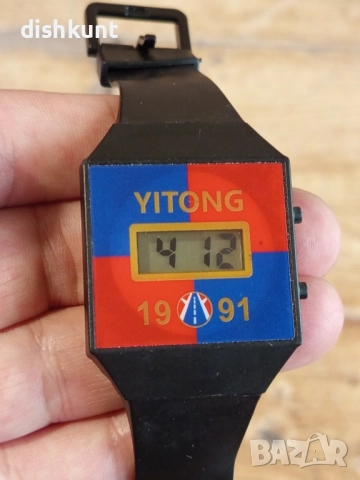 dishkunt
YITONG
4 12
19 91
BAZAR